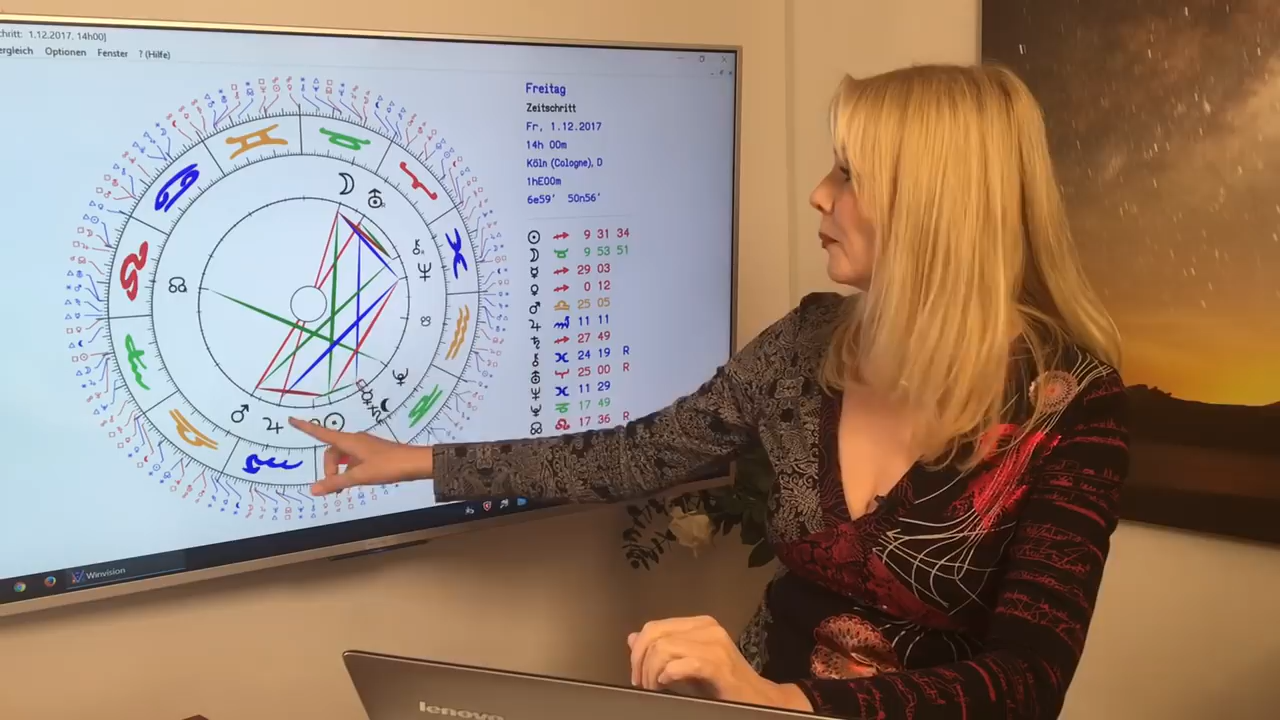 chritt: 1.12.2017, 14h00]
ergleich Optionen Fenster ? (Hilfe)
Freitag
Zeitschritt
Fr, 1.12.2017
14h 00m
Köln (Cologne), D
1hE00m
6e59' 50n56'
☉ ♐ 9 31 34
☽ ♉ 9 53 51
☿ ♐ 29 03
♀ ♐ 0 12
♂ ♎ 25 05
♃ ♏ 11 11
♄ ♐ 27 49
⚷ ♓ 24 19 R
⛢ ♈ 25 00 R
♆ ♓ 11 29
♇ ♑ 17 49
☊ ♌ 17 36 R
Winvision
lenovo